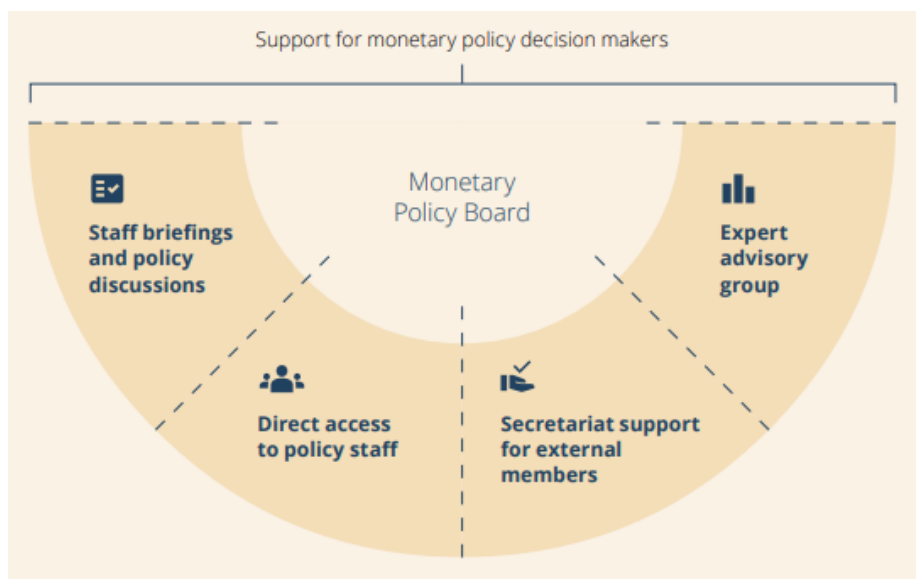 Support for monetary policy decision makers
Monetary
Policy Board
Staff briefings
and policy
discussions
Expert
advisory
group
Direct access
to policy staff
Secretariat support
for external
members